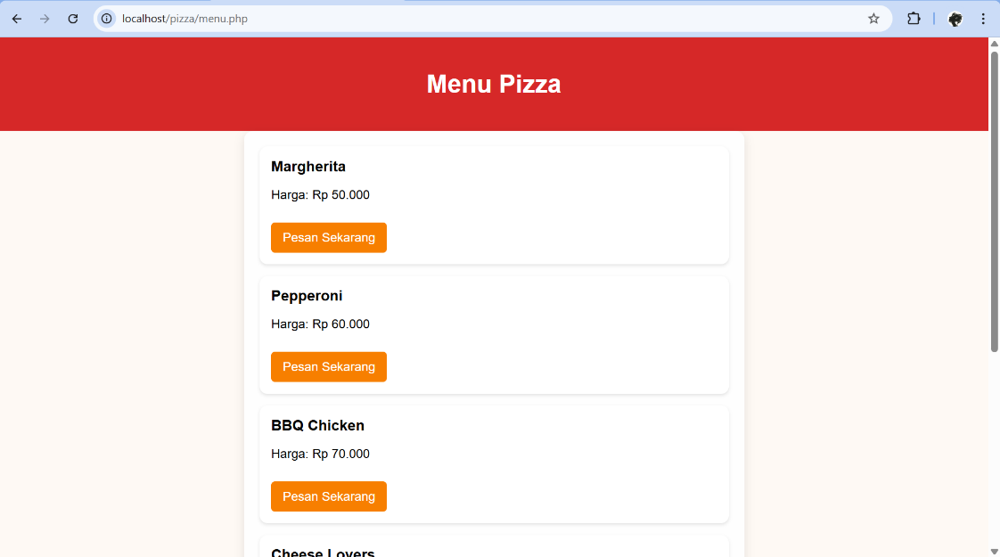 localhost/pizza/menu.php
Menu Pizza
Margherita
Harga: Rp 50.000
Pesan Sekarang
Pepperoni
Harga: Rp 60.000
Pesan Sekarang
BBQ Chicken
Harga: Rp 70.000
Pesan Sekarang
Cheese Lovers